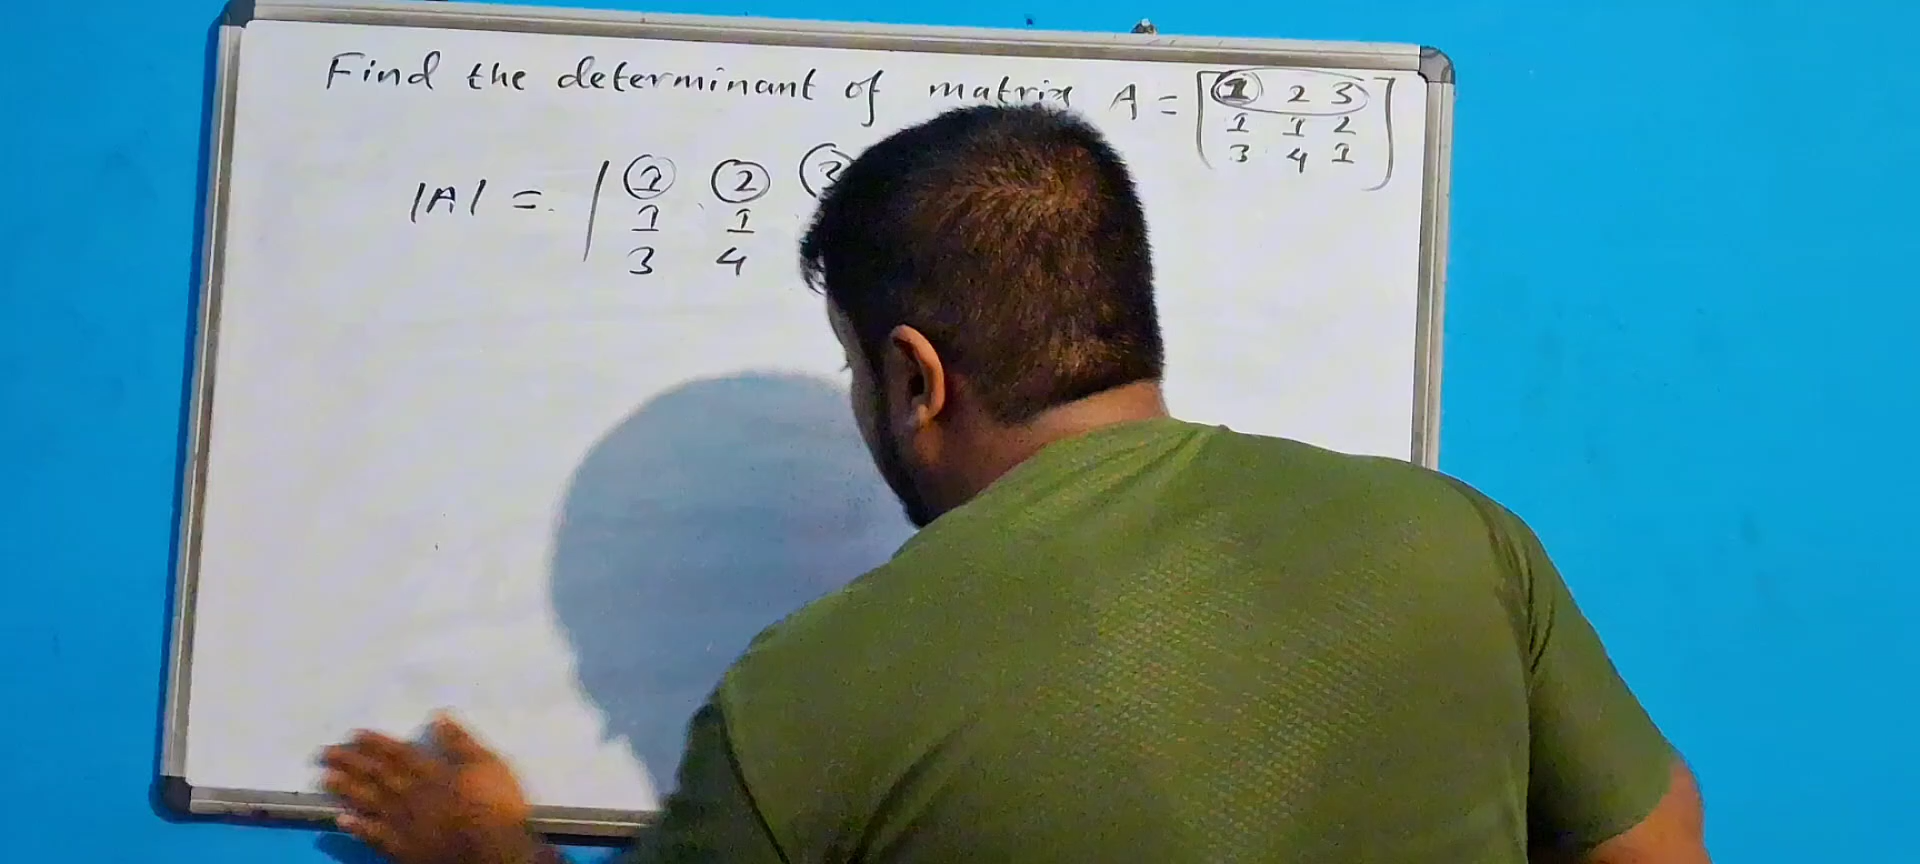 Find the determinant of matrix A = [1 2 3
1 1 2
3 4 1]
|A| = | 1 2 3
1 1
3 4